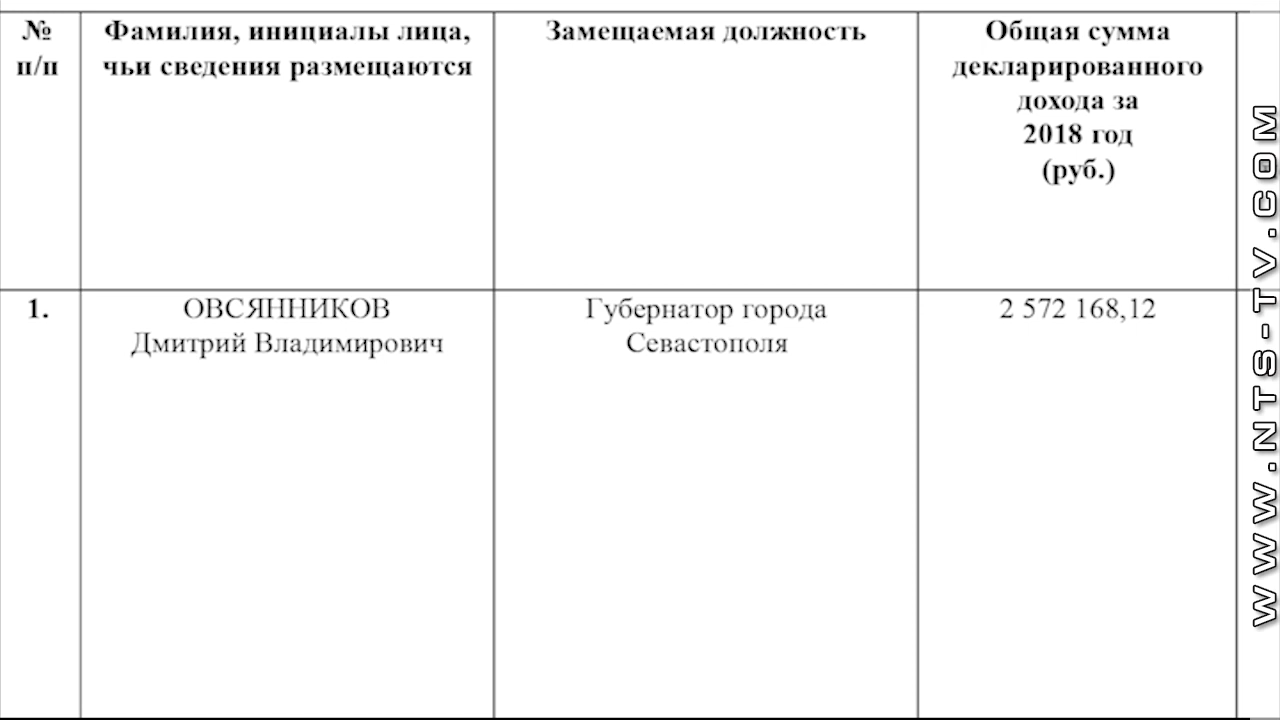 №
п/п
Фамилия, инициалы лица,
чьи сведения размещаются
Замещаемая должность
Общая сумма
декларированного
дохода за
2018 год
(руб.)
1.
ОВСЯННИКОВ
Дмитрий Владимирович
Губернатор города
Севастополя
2 572 168,12
WWW.NTS-TV.COM